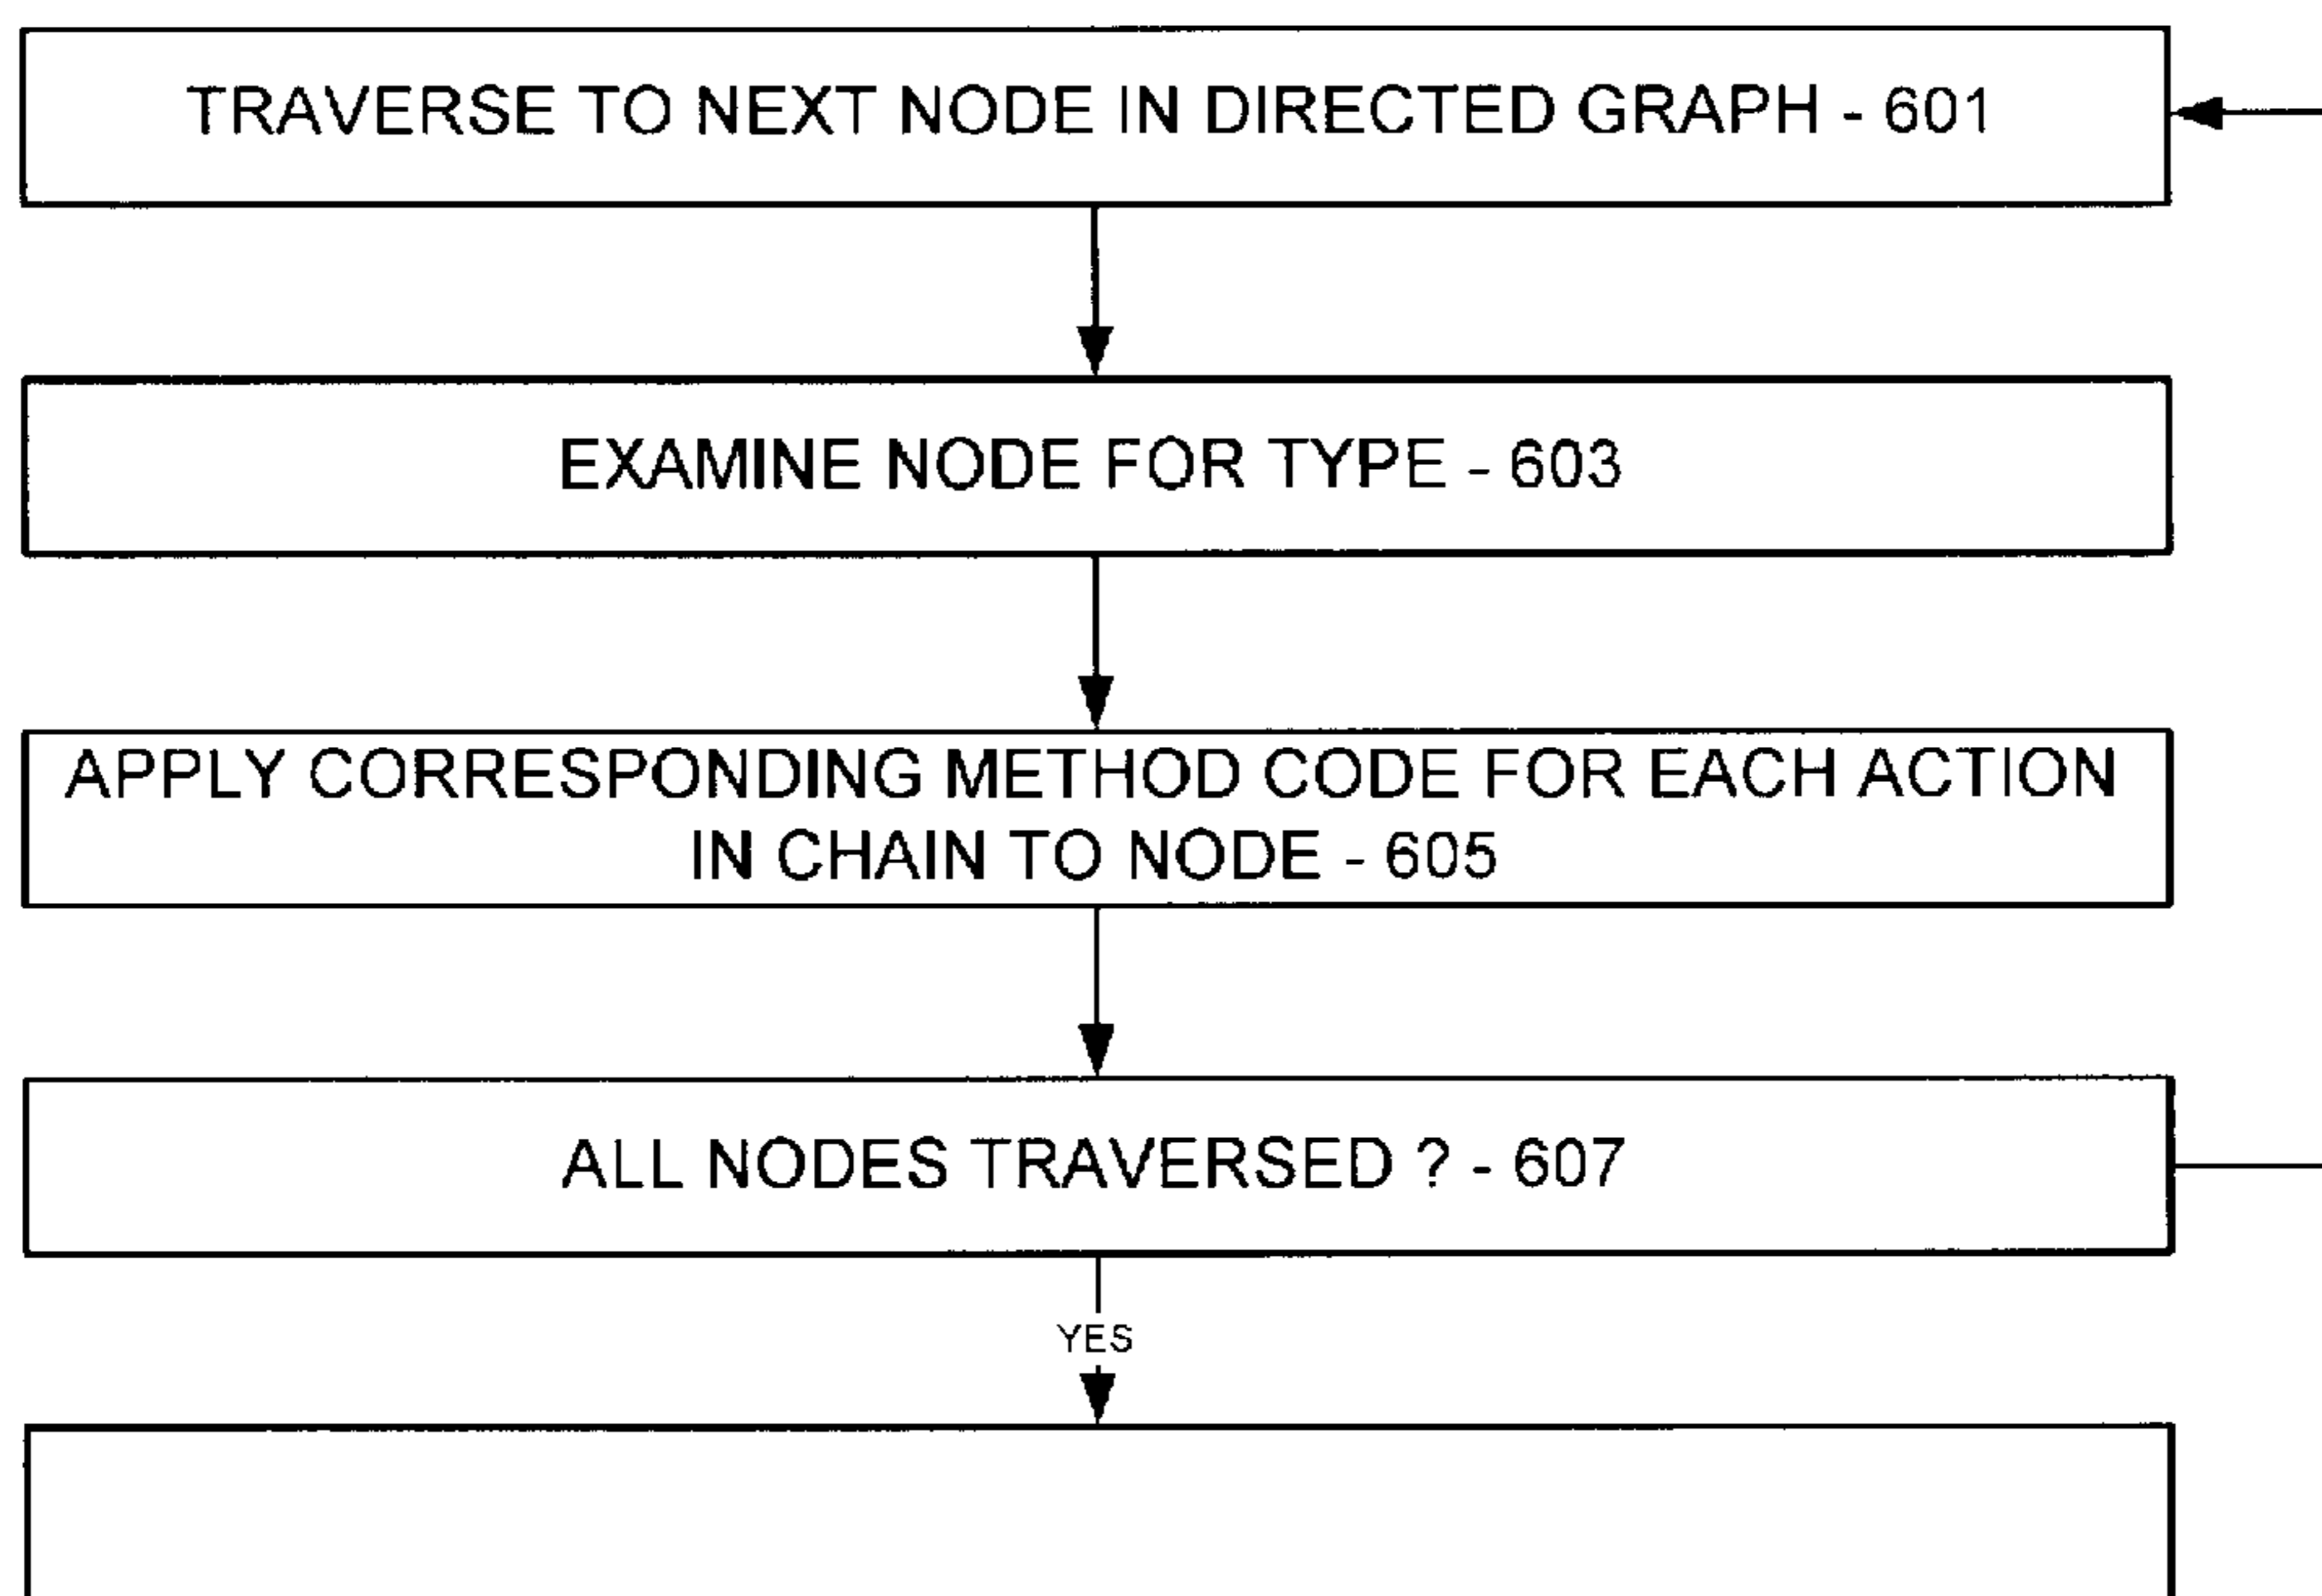 TRAVERSE TO NEXT NODE IN DIRECTED GRAPH - 601
EXAMINE NODE FOR TYPE - 603
APPLY CORRESPONDING METHOD CODE FOR EACH ACTION
IN CHAIN TO NODE - 605
ALL NODES TRAVERSED ? - 607
YES